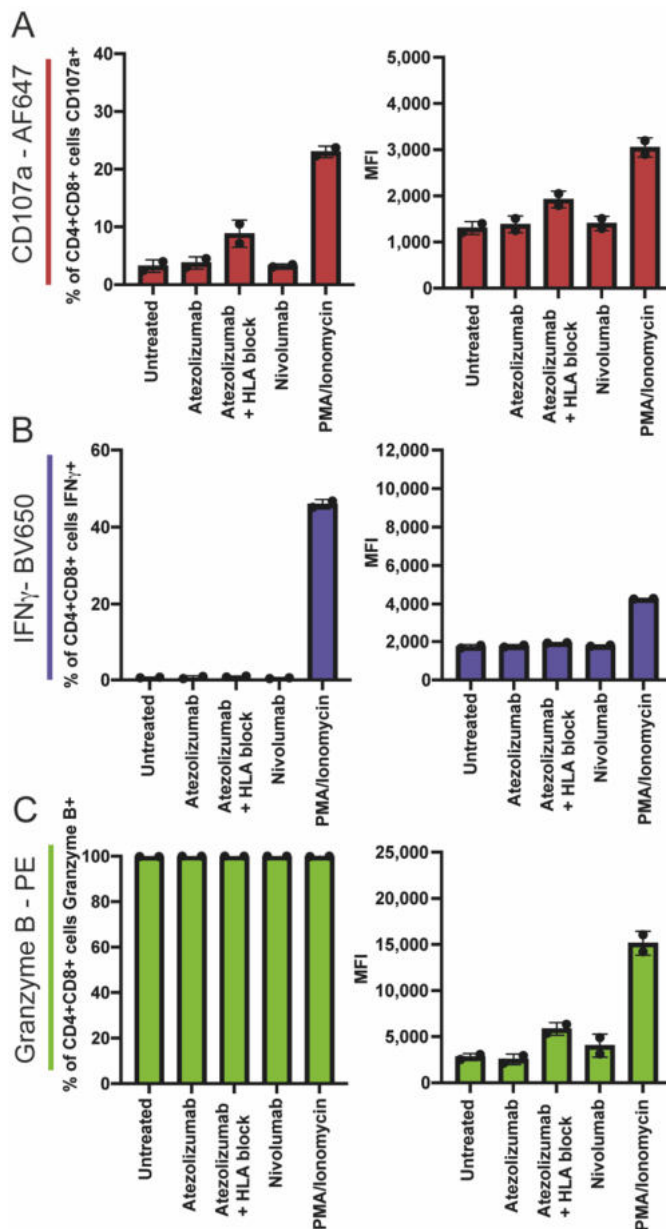 A
CD107a - AF647
% of CD4+CD8+ cells CD107a+
40
30
20
10
0
Untreated
Atezolizumab
Atezolizumab
+ HLA block
Nivolumab
PMA/Ionomycin
MFI
5,000
4,000
3,000
2,000
1,000
0
Untreated
Atezolizumab
Atezolizumab
+ HLA block
Nivolumab
PMA/Ionomycin
B
IFNγ- BV650
% of CD4+CD8+ cells IFNγ+
60
40
20
0
Untreated
Atezolizumab
Atezolizumab
+ HLA block
Nivolumab
PMA/Ionomycin
MFI
12,000
10,000
8,000
6,000
4,000
2,000
0
Untreated
Atezolizumab
Atezolizumab
+ HLA block
Nivolumab
PMA/Ionomycin
C
Granzyme B - PE
% of CD4+CD8+ cells Granzyme B+
100
80
60
40
20
0
Untreated
Atezolizumab
Atezolizumab
+ HLA block
Nivolumab
PMA/Ionomycin
MFI
25,000
20,000
15,000
10,000
5,000
0
Untreated
Atezolizumab
Atezolizumab
+ HLA block
Nivolumab
PMA/Ionomycin